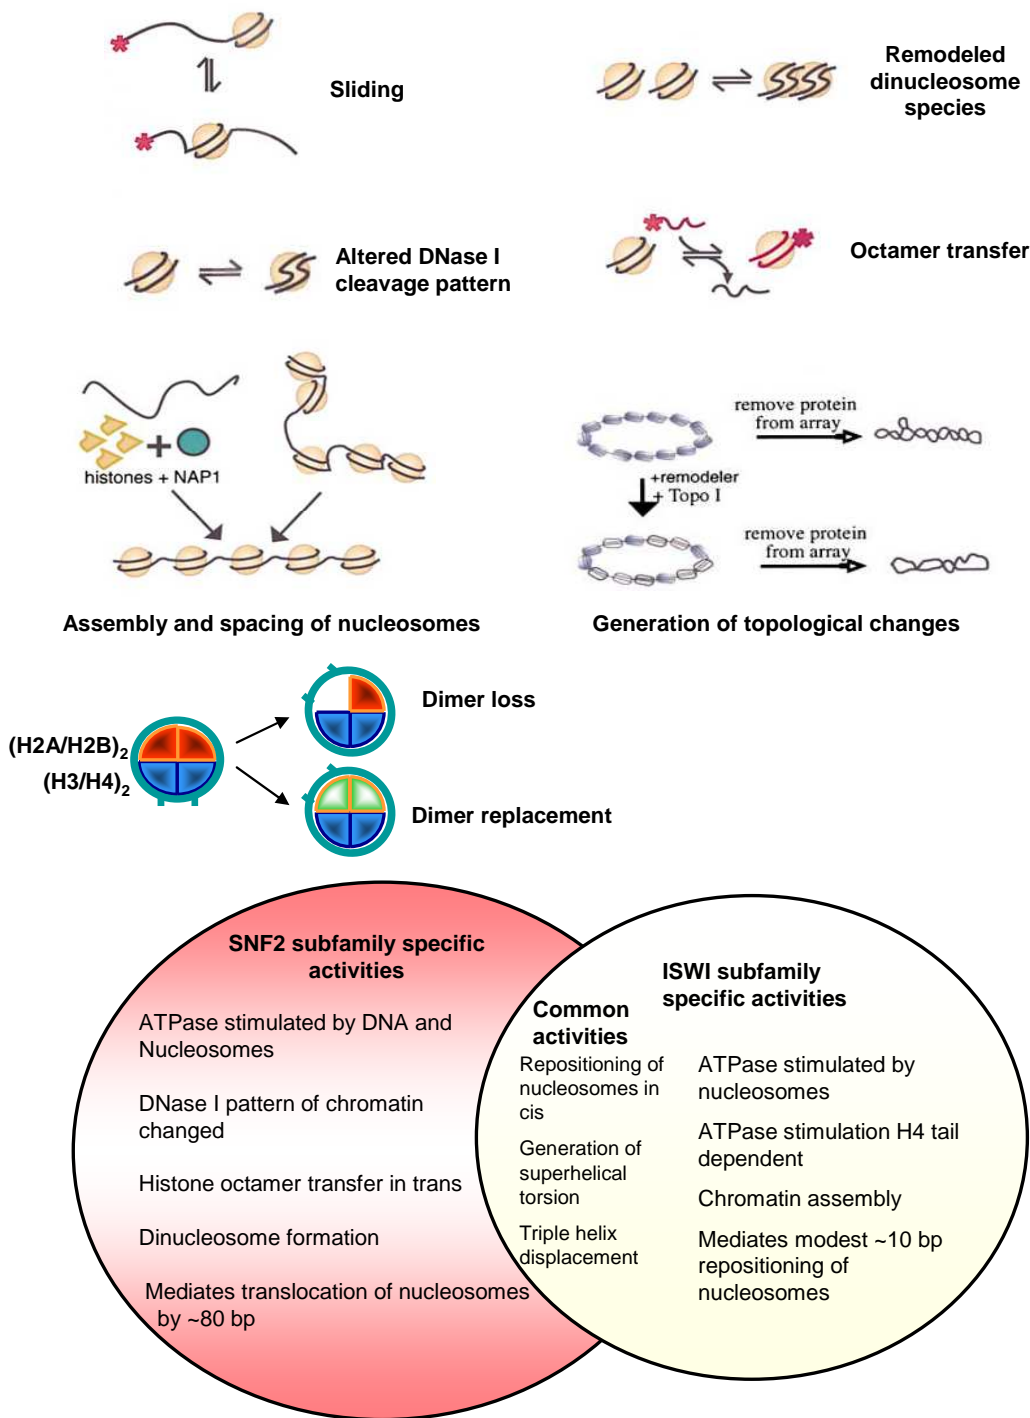 Sliding
Remodeled
dinucleosome
species
Altered DNase I
cleavage pattern
Octamer transfer
histones + NAP1
Assembly and spacing of nucleosomes
remove protein
from array
+remodeler
+ Topo I
remove protein
from array
Generation of topological changes
(H2A/H2B)2
(H3/H4)2
Dimer loss
Dimer replacement
SNF2 subfamily specific
activities
ATPase stimulated by DNA and
Nucleosomes
DNase I pattern of chromatin
changed
Histone octamer transfer in trans
Dinucleosome formation
Mediates translocation of nucleosomes
by ~80 bp
Common
activities
Repositioning of
nucleosomes in
cis
Generation of
superhelical
torsion
Triple helix
displacement
ISWI subfamily
specific activities
ATPase stimulated by
nucleosomes
ATPase stimulation H4 tail
dependent
Chromatin assembly
Mediates modest ~10 bp
repositioning of
nucleosomes